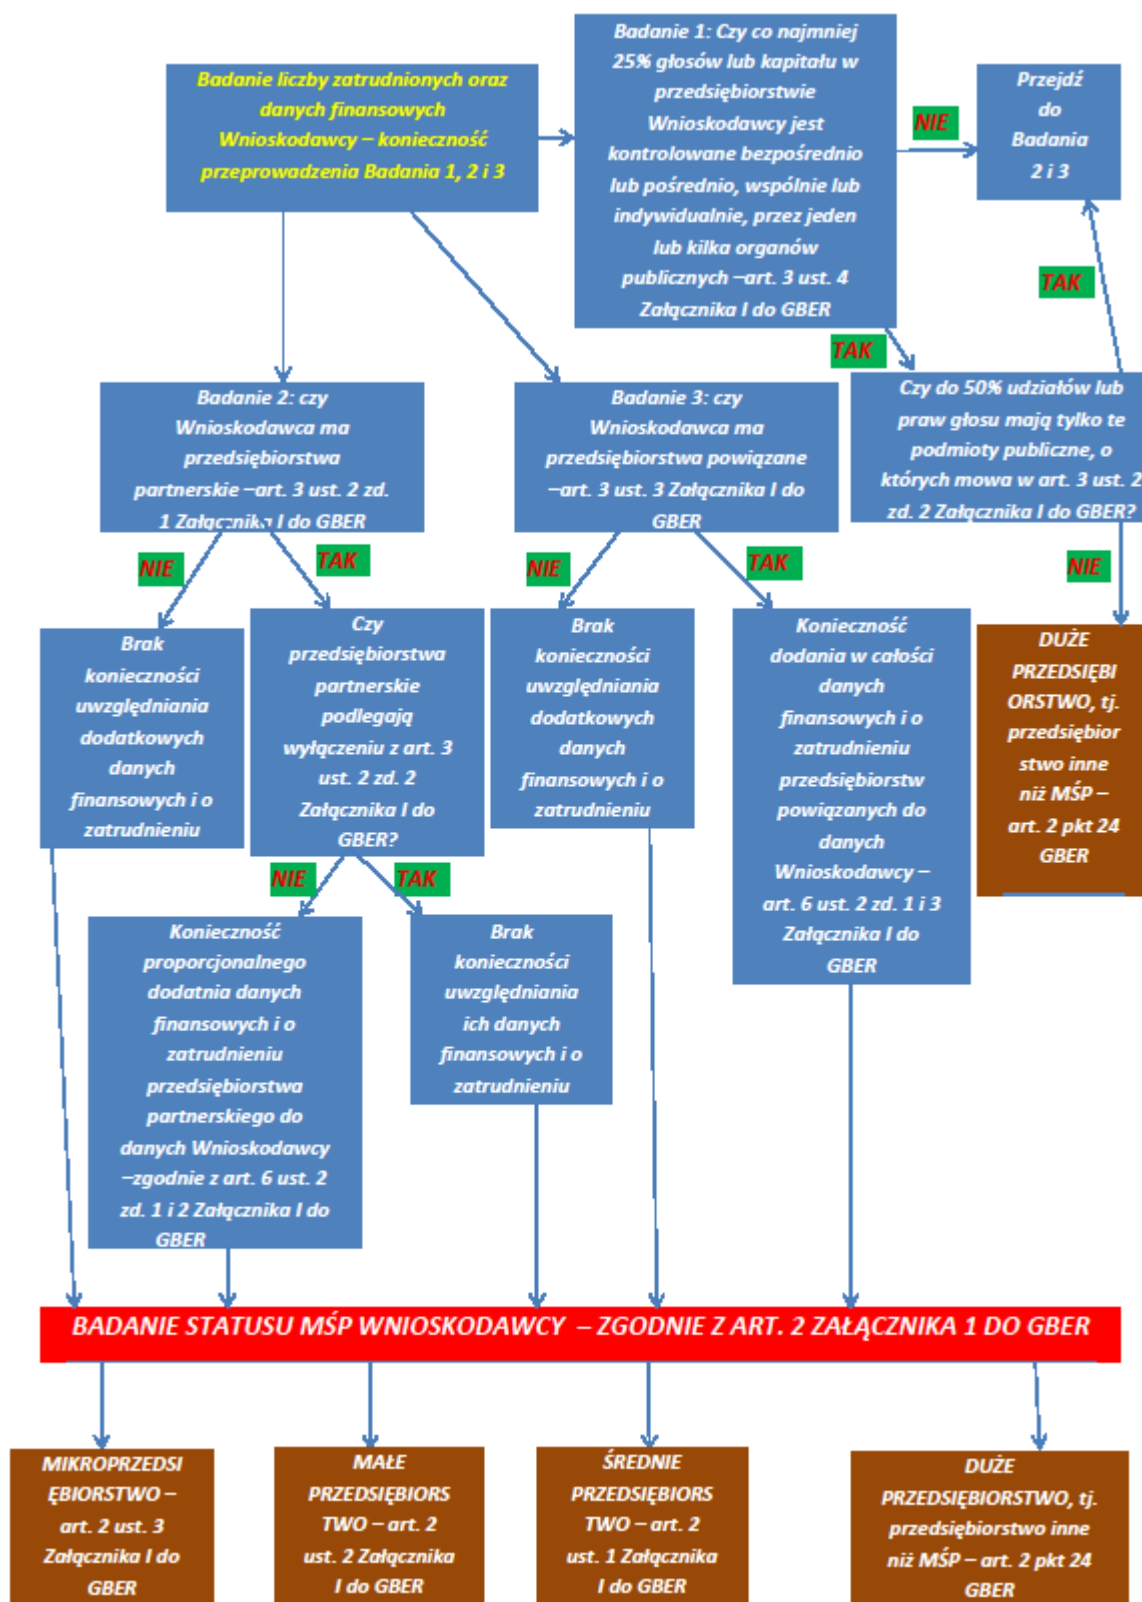 Badanie liczby zatrudnionych oraz
danych finansowych
Wnioskodawcy – konieczność
przeprowadzenia Badania 1, 2 i 3
Badanie 1: Czy co najmniej
25% głosów lub kapitału w
przedsiębiorstwie
Wnioskodawcy jest
kontrolowane bezpośrednio
lub pośrednio, wspólnie lub
indywidualnie, przez jeden
lub kilka organów
publicznych –art. 3 ust. 4
Załącznika I do GBER
NIE
Przejdź
do
Badania
2 i 3
TAK
TAK
Czy do 50% udziałów lub
praw głosu mają tylko te
podmioty publiczne, o
których mowa w art. 3 ust. 2
zd. 2 Załącznika I do GBER?
NIE
DUŻE
PRZEDSIĘBI
ORSTWO, tj.
przedsiębior
stwo inne
niż MŚP –
art. 2 pkt 24
GBER
Badanie 2: czy
Wnioskodawca ma
przedsiębiorstwa
partnerskie –art. 3 ust. 2 zd.
1 Załącznika I do GBER
NIE
TAK
Badanie 3: czy
Wnioskodawca ma
przedsiębiorstwa powiązane
–art. 3 ust. 3 Załącznika I do
GBER
NIE
TAK
Brak
konieczności
uwzględniania
dodatkowych
danych
finansowych i o
zatrudnieniu
Czy
przedsiębiorstwa
partnerskie
podlegają
wyłączeniu z art. 3
ust. 2 zd. 2
Załącznika I do
GBER?
Brak
konieczności
uwzględniania
dodatkowych
danych
finansowych i o
zatrudnieniu
Konieczność
dodania w całości
danych
finansowych i o
zatrudnieniu
przedsiębiorstw
powiązanych do
danych
Wnioskodawcy –
art. 6 ust. 2 zd. 1 i 3
Załącznika I do
GBER
NIE
TAK
Konieczność
proporcjonalnego
dodatnia danych
finansowych i o
zatrudnieniu
przedsiębiorstwa
partnerskiego do
danych Wnioskodawcy
–zgodnie z art. 6 ust. 2
zd. 1 i 2 Załącznika I do
GBER
Brak
konieczności
uwzględniania
ich danych
finansowych i o
zatrudnieniu
BADANIE STATUSU MŚP WNIOSKODAWCY – ZGODNIE Z ART. 2 ZAŁĄCZNIKA 1 DO GBER
MIKROPRZEDSI
ĘBIORSTWO –
art. 2 ust. 3
Załącznika I do
GBER
MAŁE
PRZEDSIĘBIORS
TWO – art. 2
ust. 2 Załącznika
I do GBER
ŚREDNIE
PRZEDSIĘBIORS
TWO – art. 2
ust. 1 Załącznika
I do GBER
DUŻE
PRZEDSIĘBIORSTWO, tj.
przedsiębiorstwo inne
niż MŚP – art. 2 pkt 24
GBER